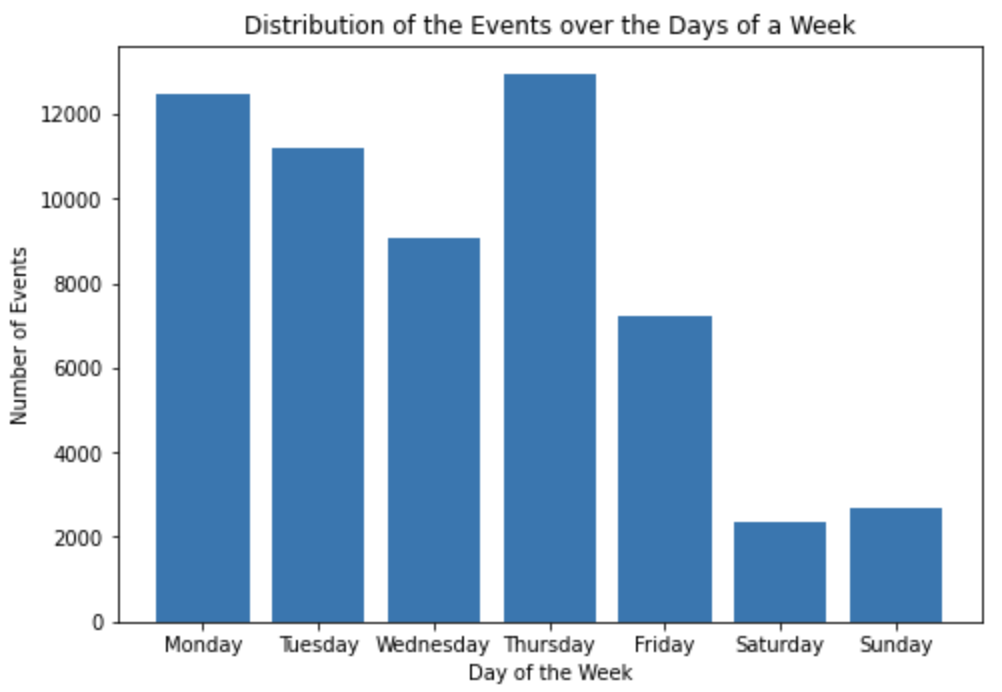 Distribution of the Events over the Days of a Week
Number of Events
12000
10000
8000
6000
4000
2000
0
Monday Tuesday Wednesday Thursday Friday Saturday Sunday
Day of the Week